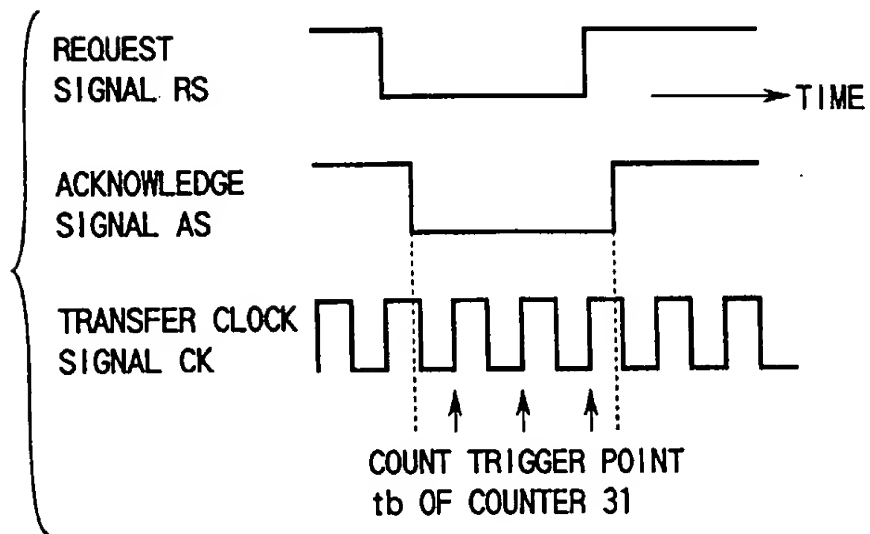 REQUEST
SIGNAL RS
TIME
ACKNOWLEDGE
SIGNAL AS
TRANSFER CLOCK
SIGNAL CK
COUNT TRIGGER POINT
tb OF COUNTER 31